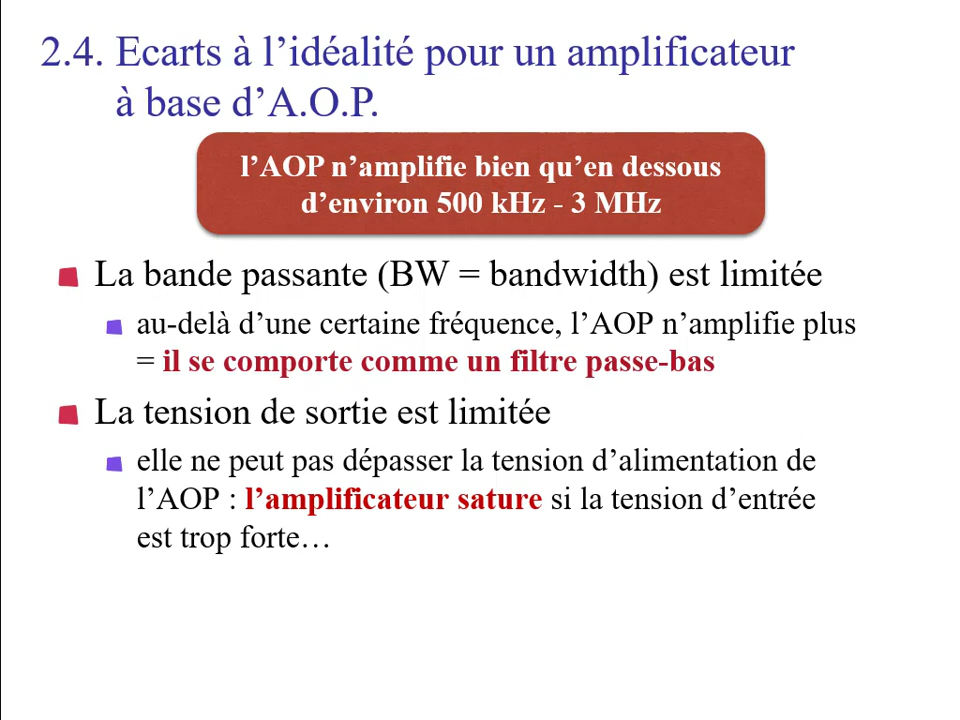 2.4. Ecarts à l’idéalité pour un amplificateur
à base d’A.O.P.
l’AOP n’amplifie bien qu’en dessous
d’environ 500 kHz - 3 MHz
La bande passante (BW = bandwidth) est limitée
au-delà d’une certaine fréquence, l’AOP n’amplifie plus
= il se comporte comme un filtre passe-bas
La tension de sortie est limitée
elle ne peut pas dépasser la tension d’alimentation de
l’AOP : l’amplificateur sature si la tension d’entrée
est trop forte…